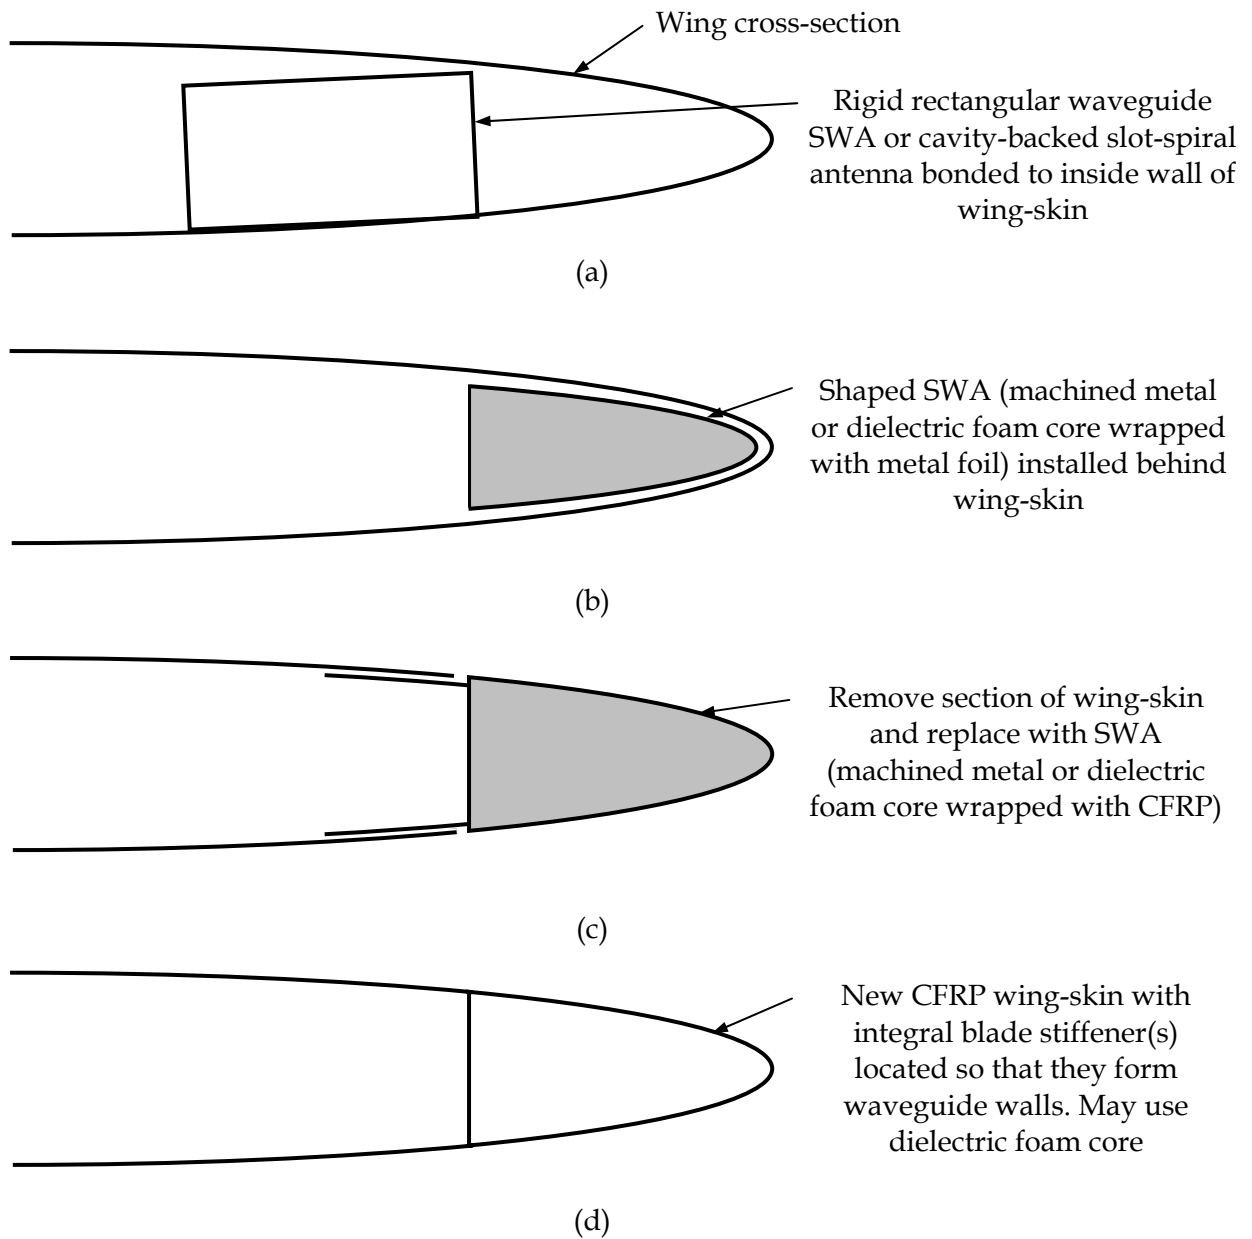 Wing cross-section
Rigid rectangular waveguide
SWA or cavity-backed slot-spiral
antenna bonded to inside wall of
wing-skin
(a)
Shaped SWA (machined metal
or dielectric foam core wrapped
with metal foil) installed behind
wing-skin
(b)
Remove section of wing-skin
and replace with SWA
(machined metal or dielectric
foam core wrapped with CFRP)
(c)
New CFRP wing-skin with
integral blade stiffener(s)
located so that they form
waveguide walls. May use
dielectric foam core
(d)